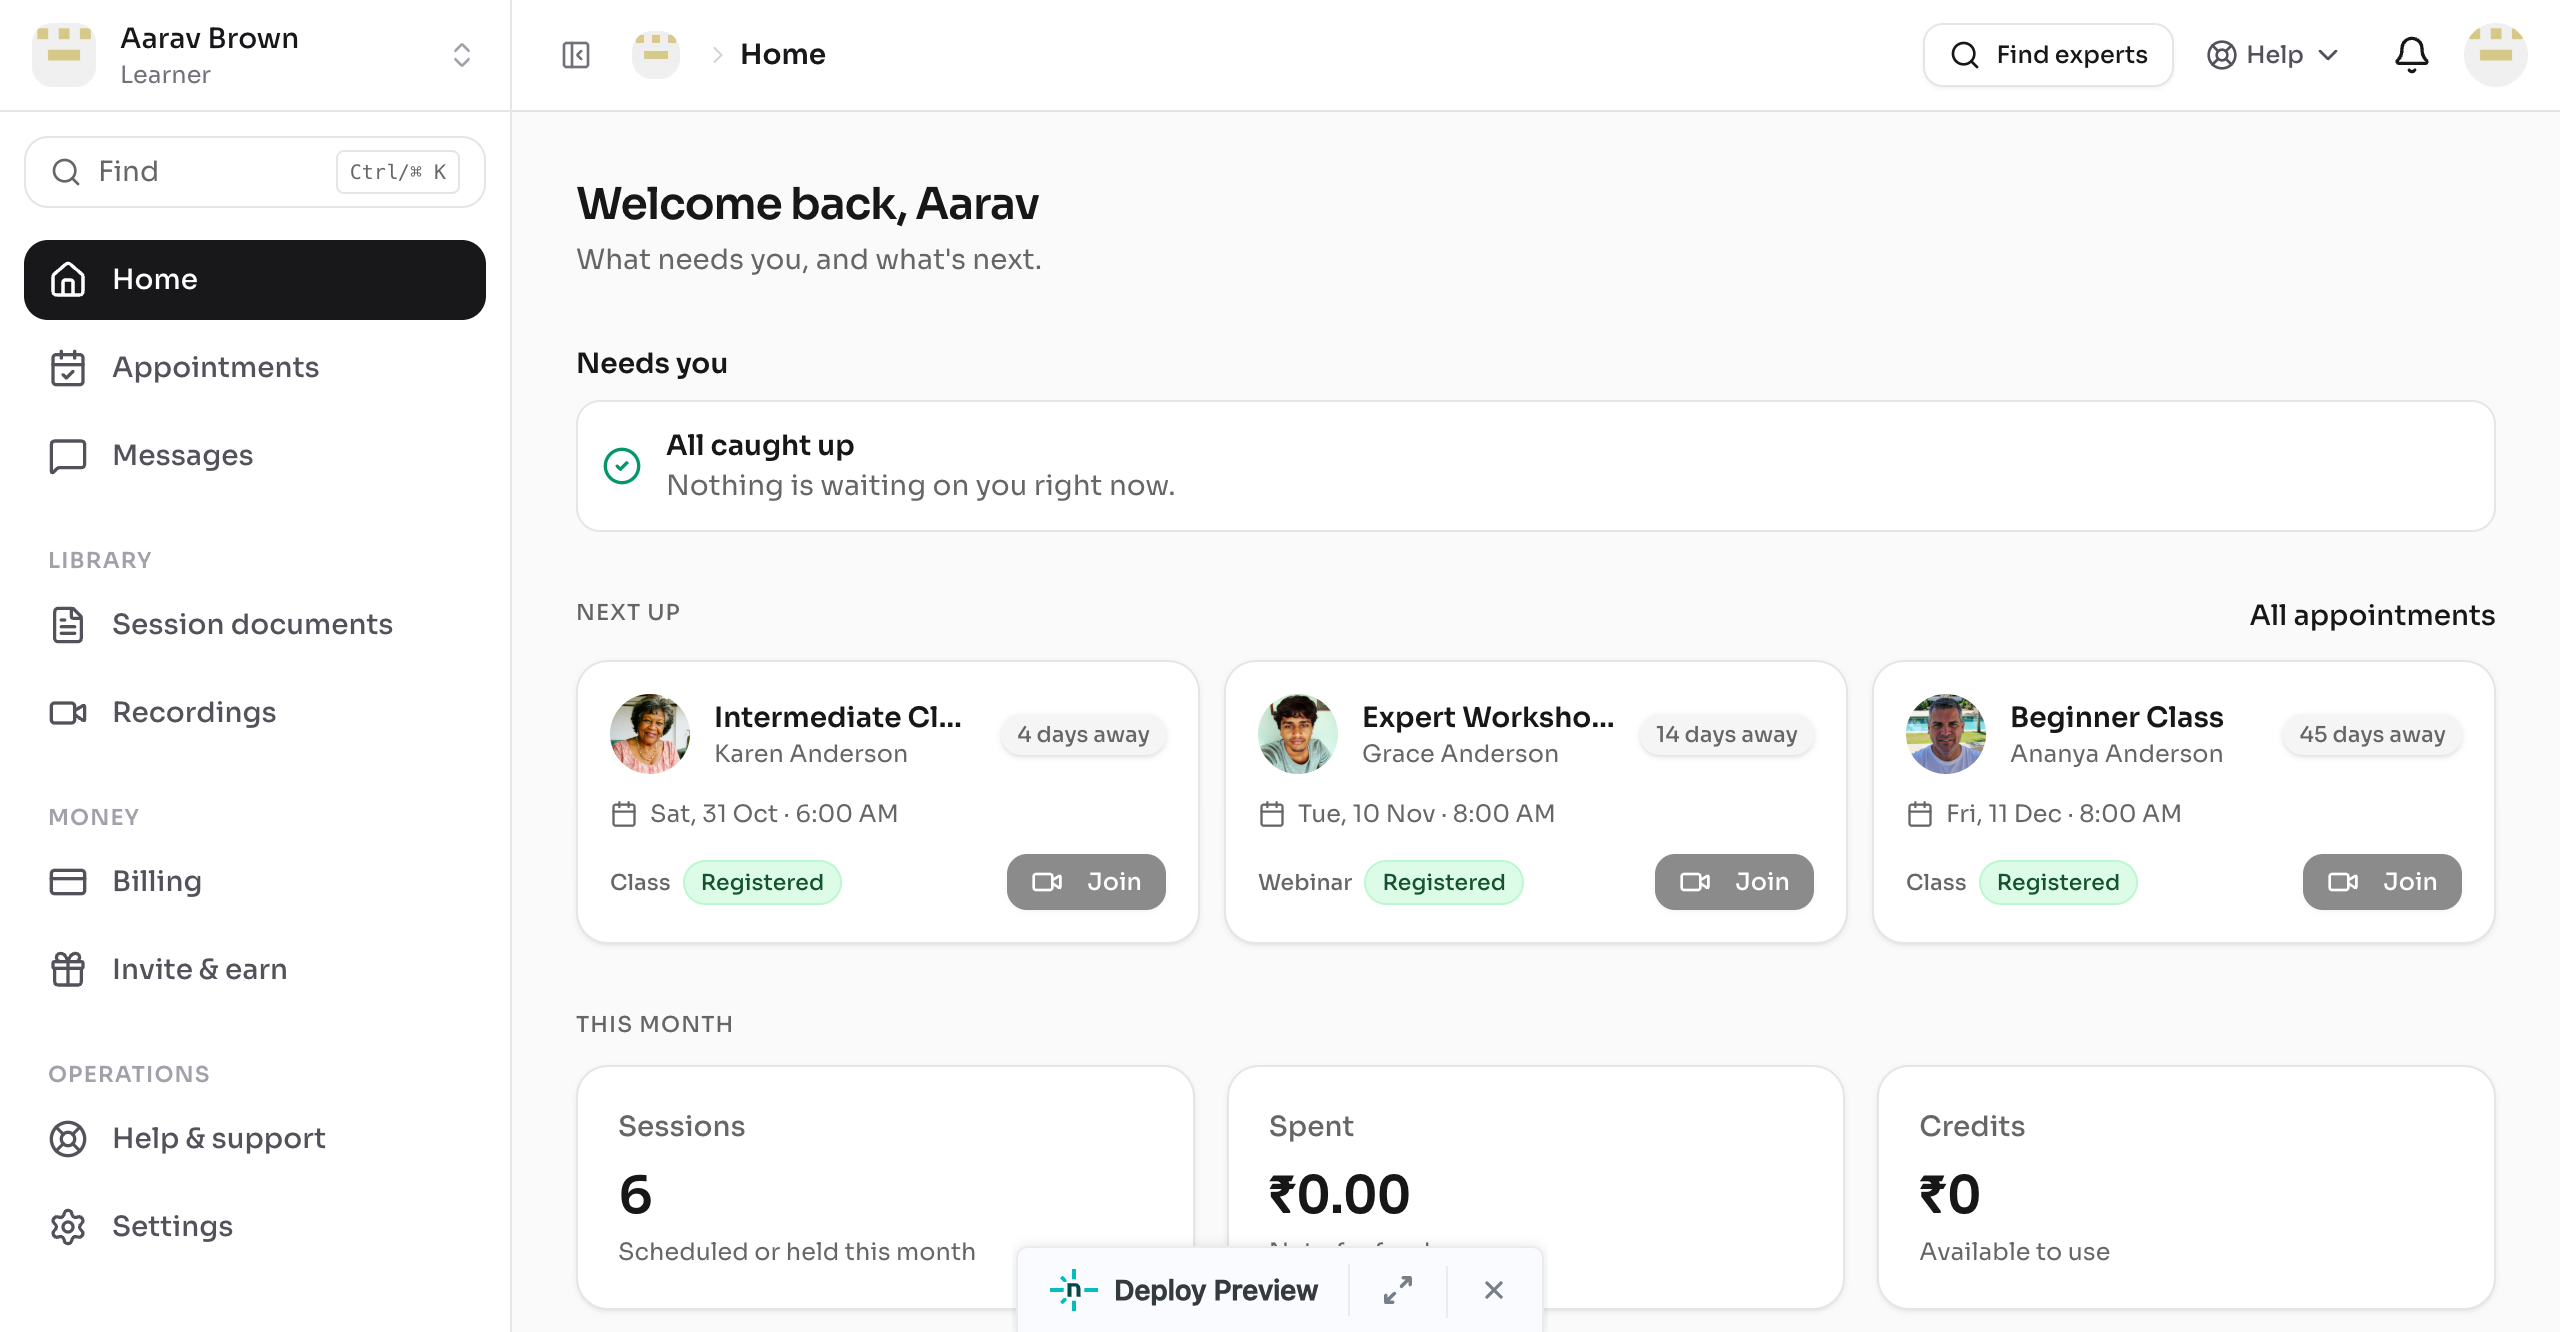 Aarav Brown
Learner
Find
Ctrl/⌘ K
Home
Appointments
Messages
LIBRARY
Session documents
Recordings
MONEY
Billing
Invite & earn
OPERATIONS
Help & support
Settings
Home
Find experts
Help
Welcome back, Aarav
What needs you, and what's next.
Needs you
All caught up
Nothing is waiting on you right now.
NEXT UP
All appointments
Intermediate Cl...
Karen Anderson
4 days away
Sat, 31 Oct · 6:00 AM
Class
Registered
Join
Expert Worksho...
Grace Anderson
14 days away
Tue, 10 Nov · 8:00 AM
Webinar
Registered
Join
Beginner Class
Ananya Anderson
45 days away
Fri, 11 Dec · 8:00 AM
Class
Registered
Join
THIS MONTH
Sessions
6
Scheduled or held this month
Spent
₹0.00
Credits
₹0
Available to use
n
Deploy Preview